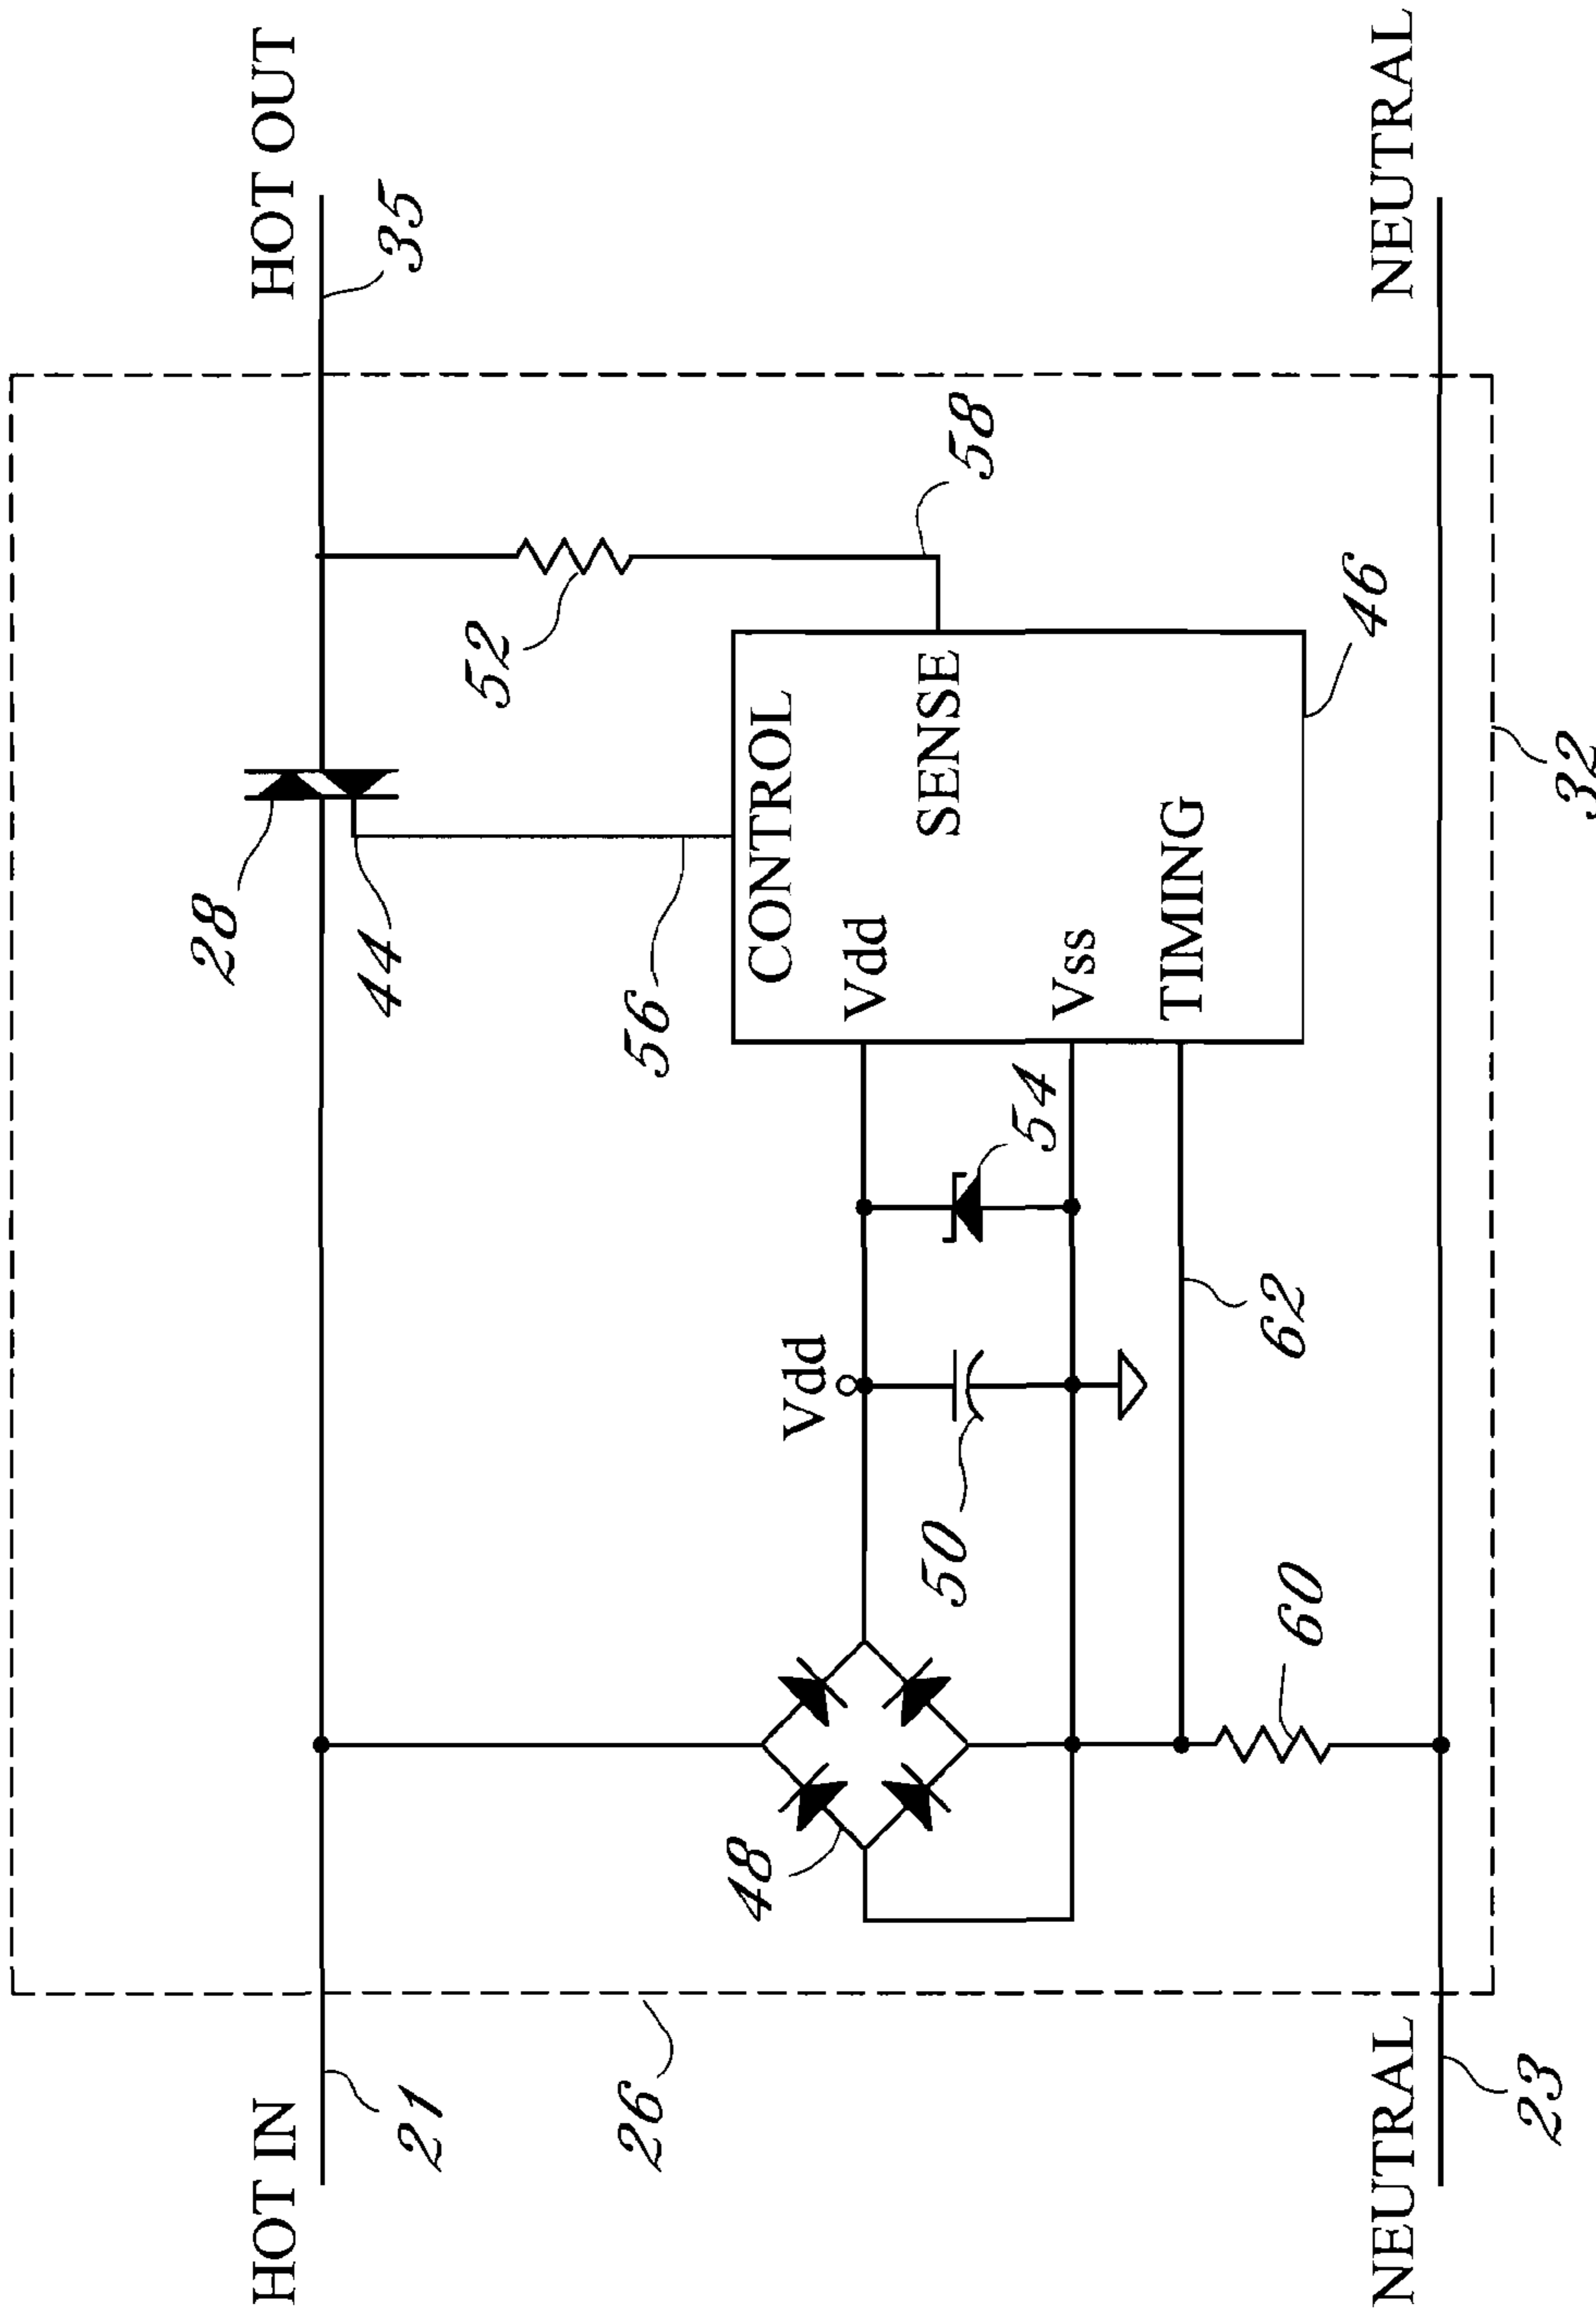 HOT IN
HOT OUT
21
35
28
44
52
56
58
26
48
Vdd
50
54
CONTROL
Vdd
SENSE
Vss
TIMING
46
62
60
NEUTRAL
NEUTRAL
23
32